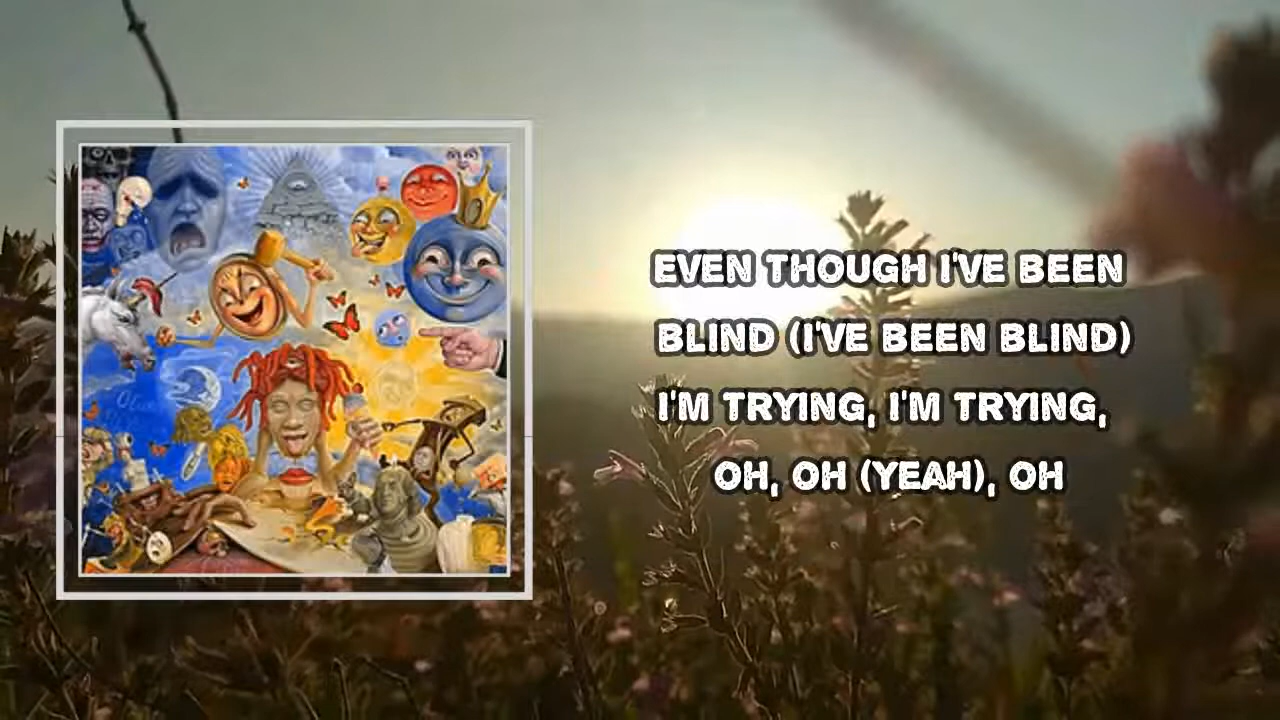 EVEN THOUGH I'VE BEEN
BLIND (I'VE BEEN BLIND)
I'M TRYING, I'M TRYING,
OH, OH (YEAH), OH